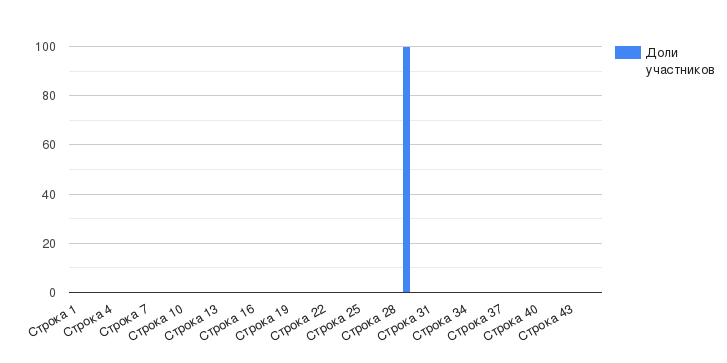 100
80
60
40
20
0
Строка 1
Строка 4
Строка 7
Строка 10
Строка 13
Строка 16
Строка 19
Строка 22
Строка 25
Строка 28
Строка 31
Строка 34
Строка 37
Строка 40
Строка 43
Доли
участников